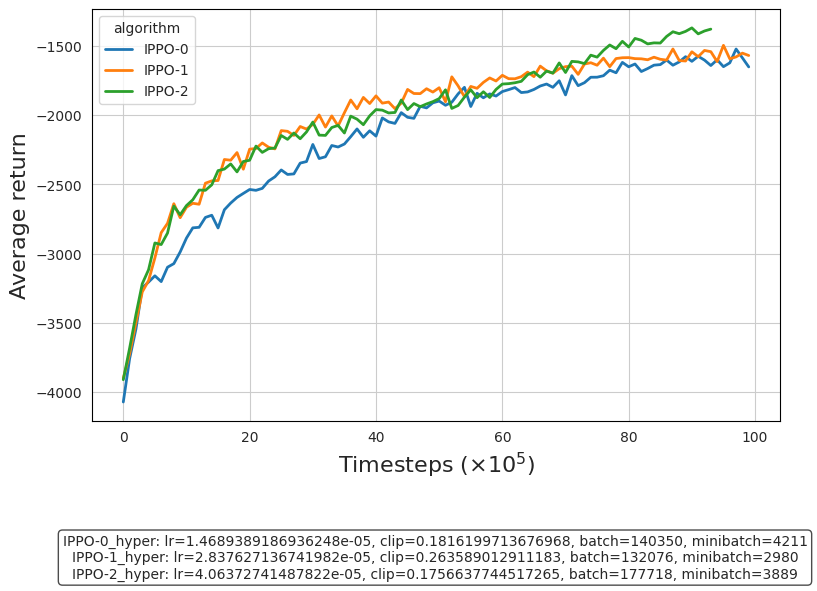 algorithm
IPPO-0
IPPO-1
IPPO-2
−1500
−2000
−2500
−3000
−3500
−4000
Average return
0 20 40 60 80 100
Timesteps (×10⁵)
IPPO-0_hyper: lr=1.4689389186936248e-05, clip=0.1816199713676968, batch=140350, minibatch=4211
IPPO-1_hyper: lr=2.837627136741982e-05, clip=0.263589012911183, batch=132076, minibatch=2980
IPPO-2_hyper: lr=4.06372741487822e-05, clip=0.1756637744517265, batch=177718, minibatch=3889